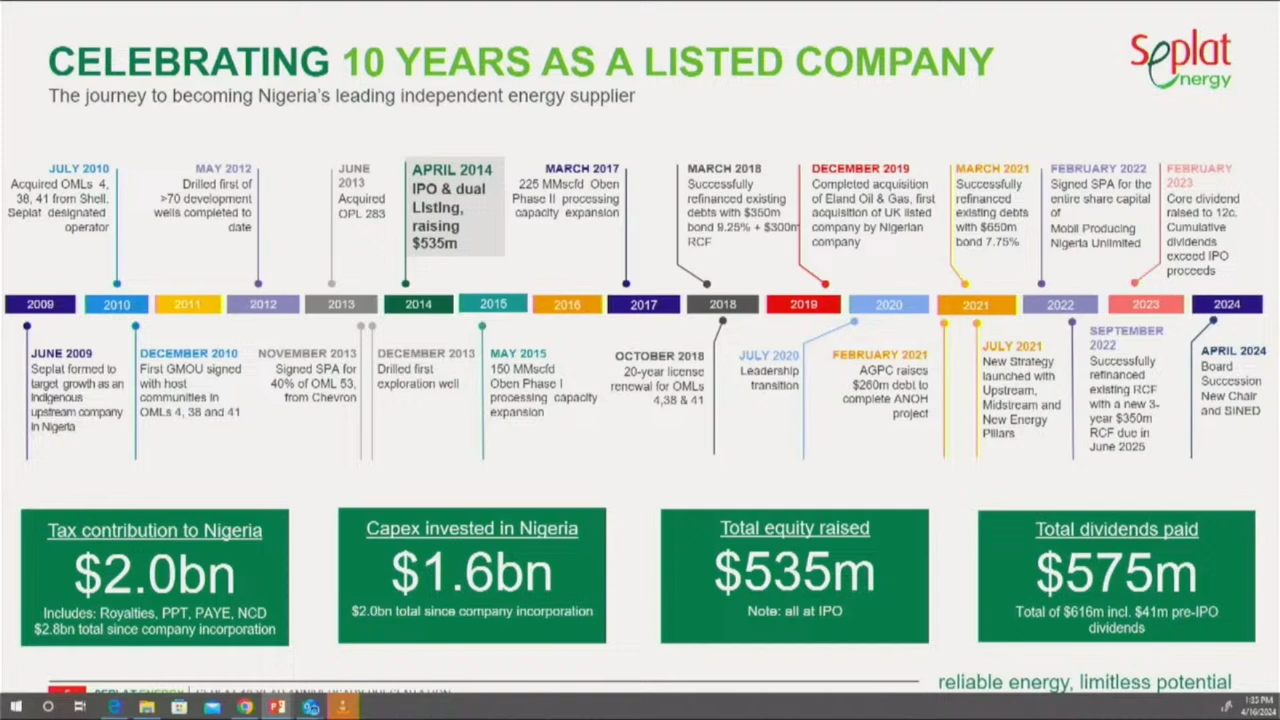 CELEBRATING 10 YEARS AS A LISTED COMPANY
The journey to becoming Nigeria's leading independent energy supplier
Seplat
energy
JULY 2010
Acquired OMLs 4,
38, 41 from Shell.
Seplat designated
operator
MAY 2012
Drilled first of
>70 development
wells completed to
date
JUNE
2013
Acquired
OPL 283
APRIL 2014
IPO & dual
Listing,
raising
$535m
MARCH 2017
225 MMscfd Oben
Phase II processing
capacity expansion
MARCH 2018
Successfully
refinanced existing
debts with $350m
bond 9.25% + $300m
RCF
DECEMBER 2019
Completed acquisition
of Eland Oil & Gas, first
acquisition of UK listed
company by Nigerian
company
MARCH 2021
Successfully
refinanced
existing debts
with $650m
bond 7.75%
FEBRUARY 2022
Signed SPA for the
entire share capital
of
Mobil Producing
Nigeria Unlimited
FEBRUARY
2023
Core dividend
raised to 12c.
Cumulative
dividends
exceed IPO
proceeds
2009 2010 2011 2012 2013 2014 2015 2016 2017 2018 2019 2020 2021 2022 2023 2024
JUNE 2009
Seplat formed to
target growth as an
indigenous
upstream company
in Nigeria
DECEMBER 2010
First GMOU signed
with host
communities in
OMLs 4, 38 and 41
NOVEMBER 2013
Signed SPA for
40% of OML 53,
from Chevron
DECEMBER 2013
Drilled first
exploration well
MAY 2015
150 MMscfd
Oben Phase I
processing capacity
expansion
OCTOBER 2018
20-year license
renewal for OMLs
4,38 & 41
JULY 2020
Leadership
transition
FEBRUARY 2021
AGPC raises
$260m debt to
complete ANOH
project
JULY 2021
New Strategy
launched with
Upstream,
Midstream and
New Energy
Pillars
SEPTEMBER
2022
Successfully
refinanced
existing RCF
with a new 3-
year $350m
RCF due in
June 2025
APRIL 2024
Board
Succession
New Chair
and SINED
Tax contribution to Nigeria
$2.0bn
Includes: Royalties, PPT, PAYE, NCD
$2.8bn total since company incorporation
Capex invested in Nigeria
$1.6bn
$2.0bn total since company incorporation
Total equity raised
$535m
Note: all at IPO
Total dividends paid
$575m
Total of $616m incl. $41m pre-IPO
dividends
reliable energy, limitless potential
1:35 PM
4/16/2024